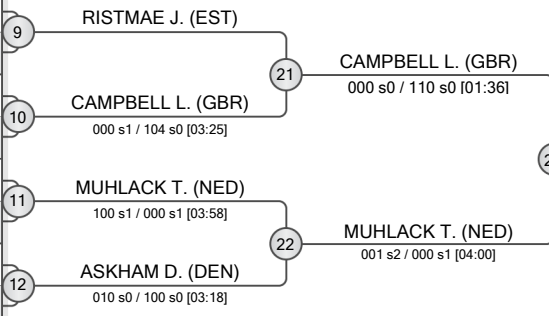 9
RISTMAE J. (EST)
21
CAMPBELL L. (GBR)
000 s0 / 110 s0 [01:36]
10
CAMPBELL L. (GBR)
000 s1 / 104 s0 [03:25]
11
MUHLACK T. (NED)
100 s1 / 000 s1 [03:58]
22
MUHLACK T. (NED)
001 s2 / 000 s1 [04:00]
12
ASKHAM D. (DEN)
010 s0 / 100 s0 [03:18]